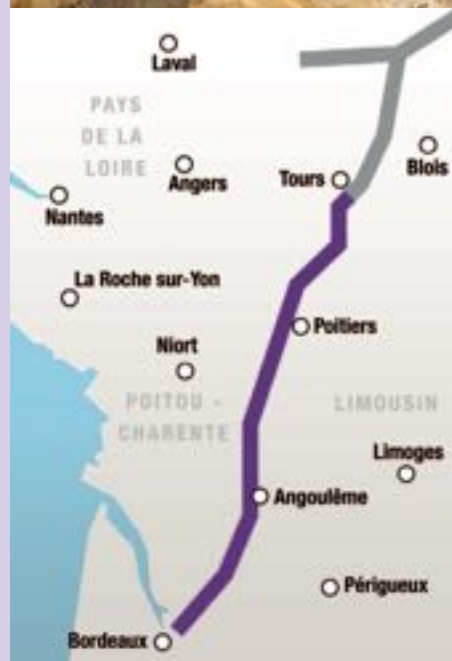 Laval
PAYS
DE LA
LOIRE
Angers
Tours
Blois
Nantes
La Roche sur-Yon
Poitiers
Niort
POITOU -
CHARENTE
LIMOUSIN
Limoges
Angoulême
Périgueux
Bordeaux